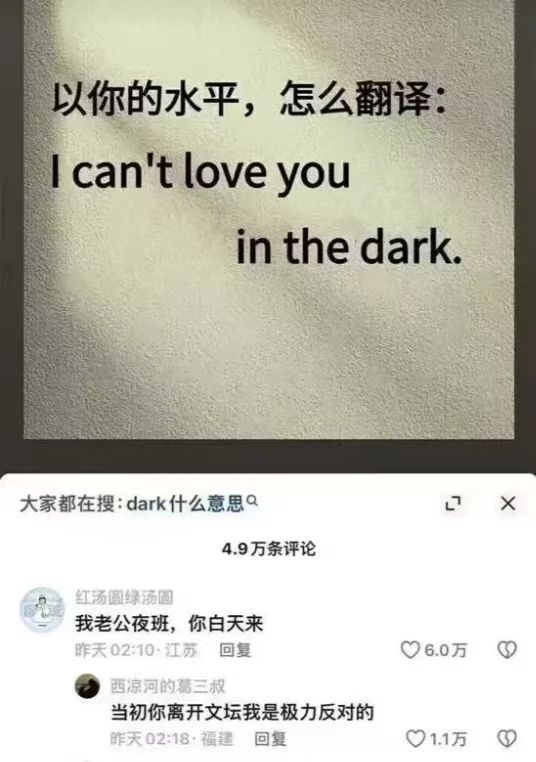 以你的水平，怎么翻译：
I can't love you
in the dark.
大家都在搜：dark什么意思
4.9万条评论
红汤圆绿汤圆
我老公夜班，你白天来
昨天02:10·江苏 回复 6.0万
西凉河的葛三叔
当初你离开文坛我是极力反对的
昨天02:18·福建 回复 1.1万